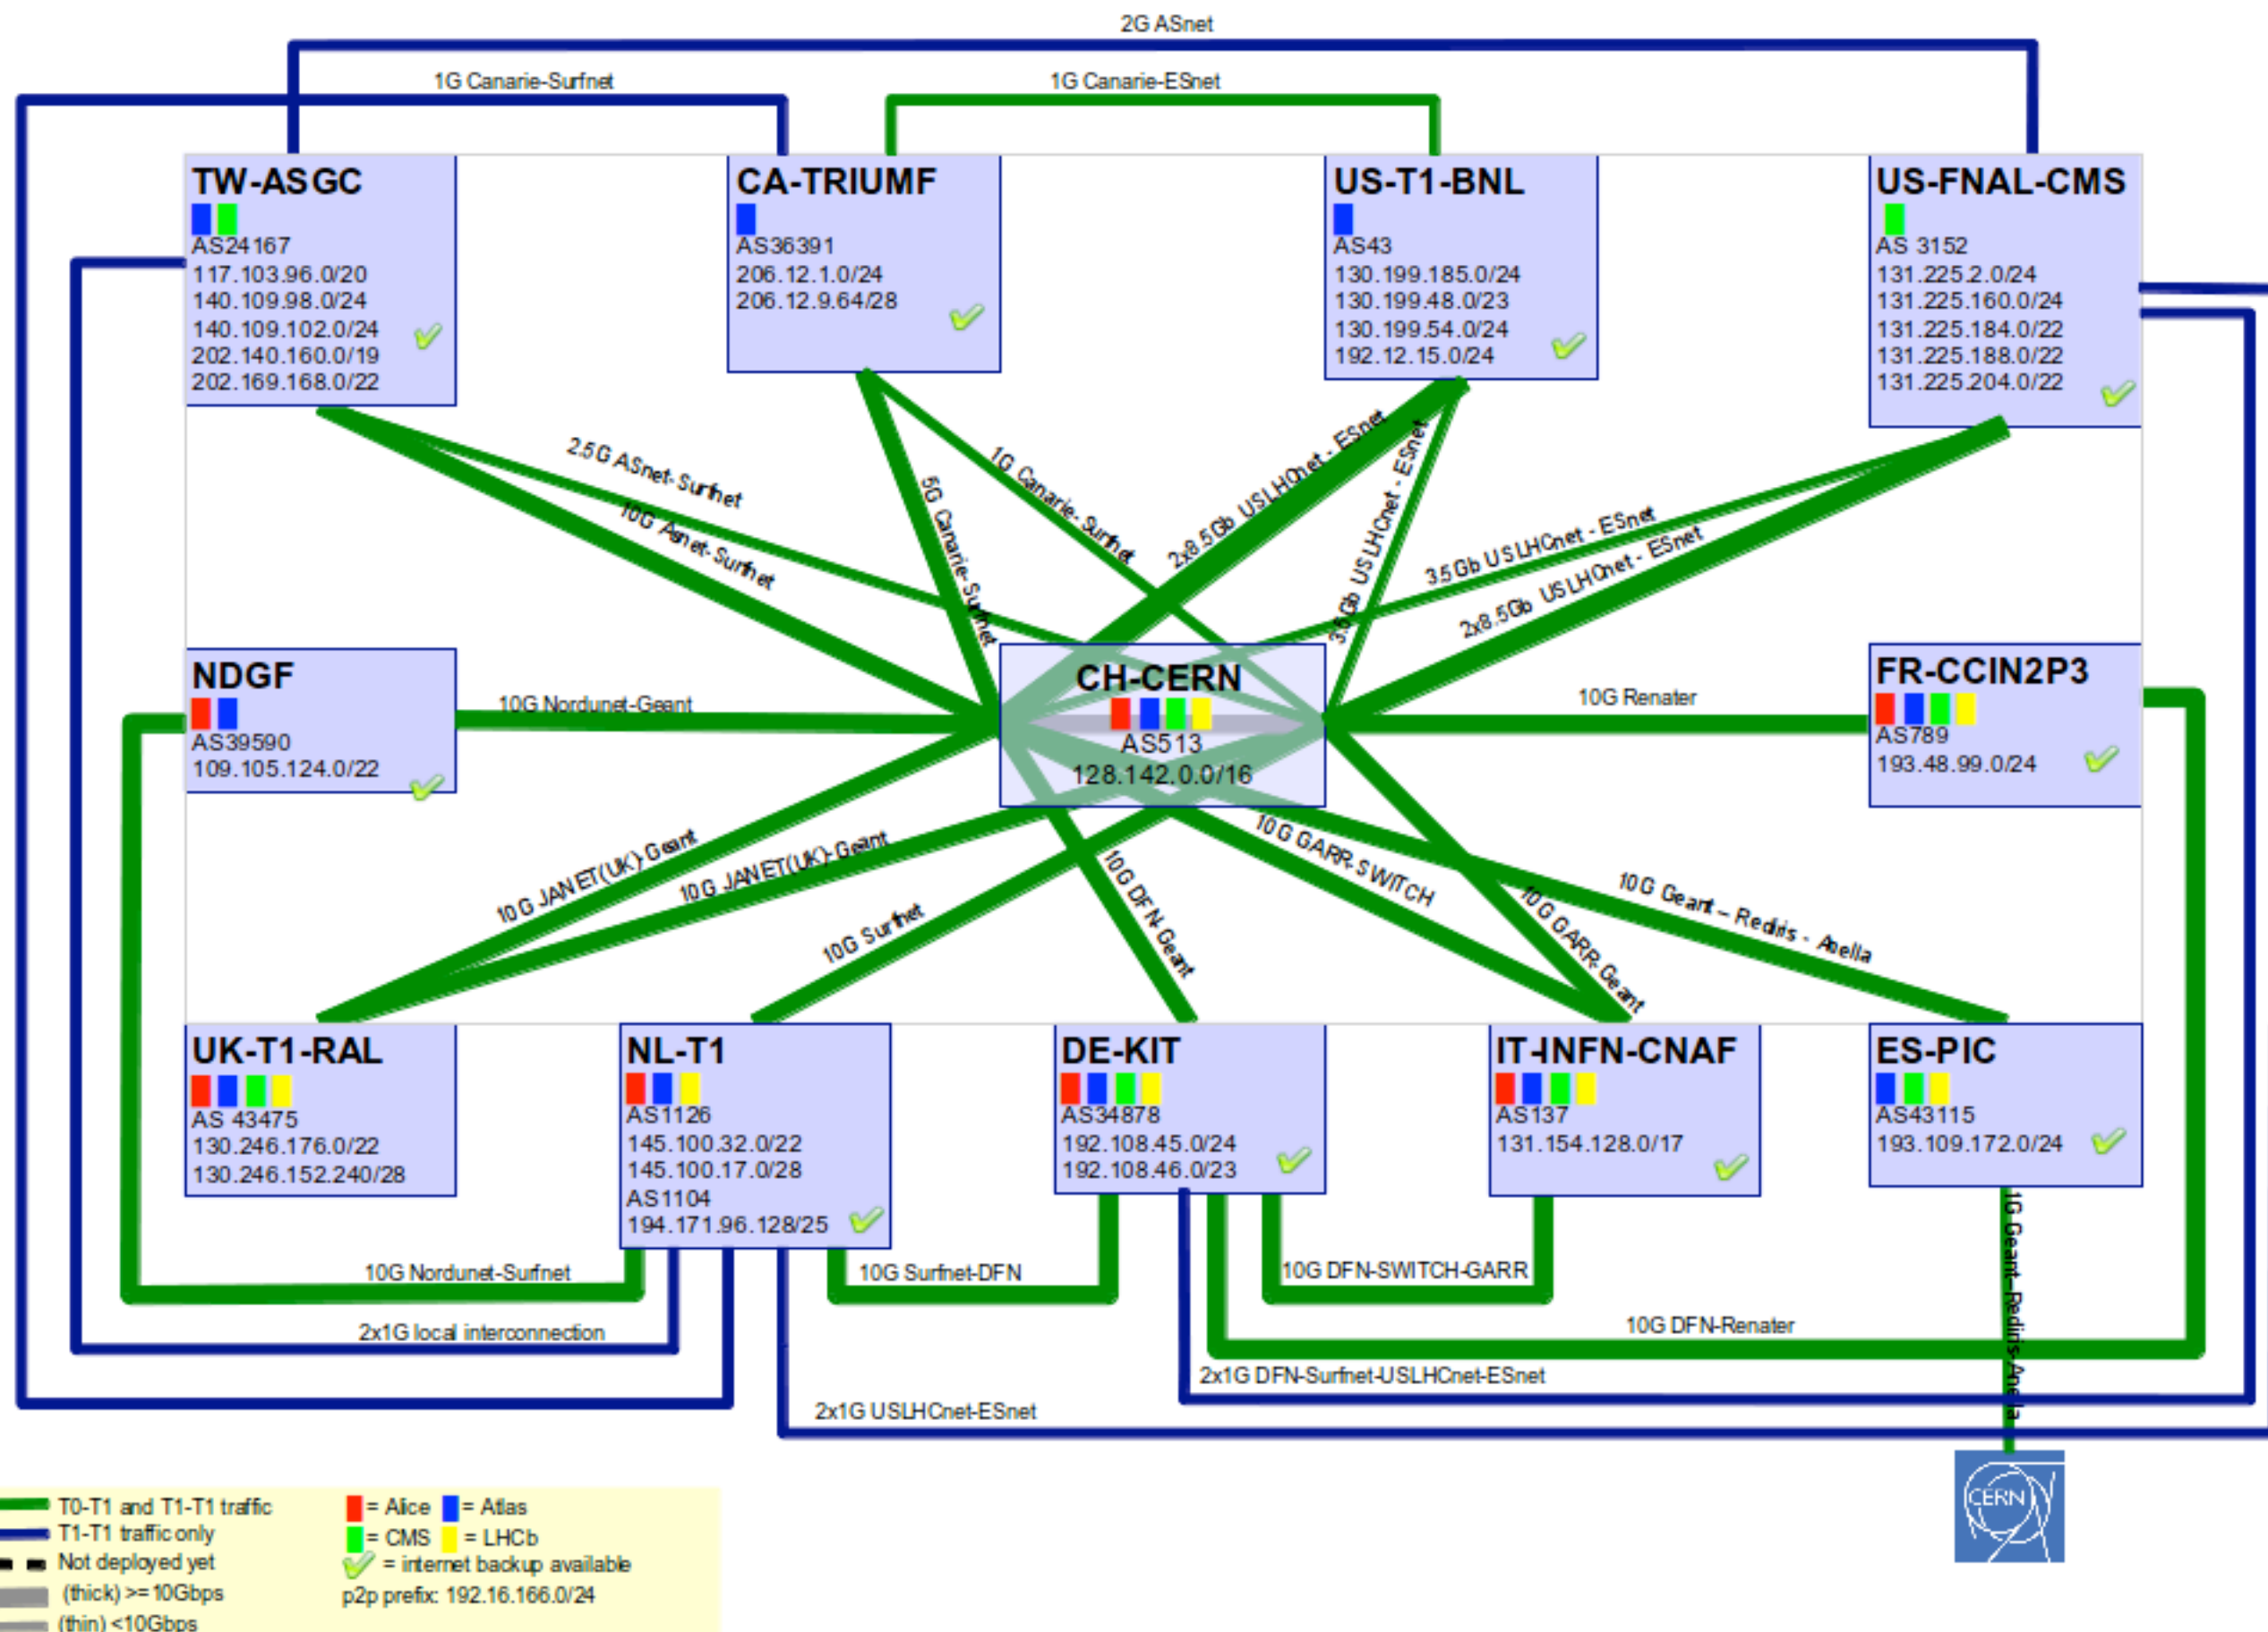 2G ASnet
1G Canarie-Surfnet
1G Canarie-ESnet
TW-ASGC
AS24167
117.103.96.0/20
140.109.98.0/24
140.109.102.0/24
202.140.160.0/19
202.169.168.0/22
CA-TRIUMF
AS36391
206.12.1.0/24
206.12.9.64/28
US-T1-BNL
AS43
130.199.185.0/24
130.199.48.0/23
130.199.54.0/24
192.12.15.0/24
US-FNAL-CMS
AS 3152
131.225.2.0/24
131.225.160.0/24
131.225.184.0/22
131.225.188.0/22
131.225.204.0/22
2.5G ASnet-Surfnet
10G Asnet-Surfnet
5G Canarie-Surfnet
1G Canarie- Surfnet
2x8.5Gb USLHCnet - ESnet
3.5Gb USLHCnet - ESnet
3.5Gb USLHCnet - ESnet
2x8.5Gb USLHCnet - ESnet
NDGF
AS39590
109.105.124.0/22
10G Nordunet-Geant
CH-CERN
AS513
128.142.0.0/16
10G Renater
FR-CCIN2P3
AS789
193.48.99.0/24
10G JANET(UK)-Geant
10G JANET(UK)-Geant
10G Surfnet
10G DFN-Geant
10G GARR-SWITCH
10G GARR-Geant
10G Geant – Rediris - Anella
UK-T1-RAL
AS 43475
130.246.176.0/22
130.246.152.240/28
NL-T1
AS1126
145.100.32.0/22
145.100.17.0/28
AS1104
194.171.96.128/25
DE-KIT
AS34878
192.108.45.0/24
192.108.46.0/23
IT-INFN-CNAF
AS137
131.154.128.0/17
ES-PIC
AS43115
193.109.172.0/24
10G Nordunet-Surfnet
10G Surfnet-DFN
10G DFN-SWITCH-GARR
1G Geant-Rediris-Anella
2x1G local interconnection
10G DFN-Renater
2x1G DFN-Surfnet-USLHCnet-ESnet
2x1G USLHCnet-ESnet
CERN
T0-T1 and T1-T1 traffic
T1-T1 traffic only
Not deployed yet
(thick) >= 10Gbps
(thin) <10Gbps
= Alice = Atlas
= CMS = LHCb
= internet backup available
p2p prefix: 192.16.166.0/24